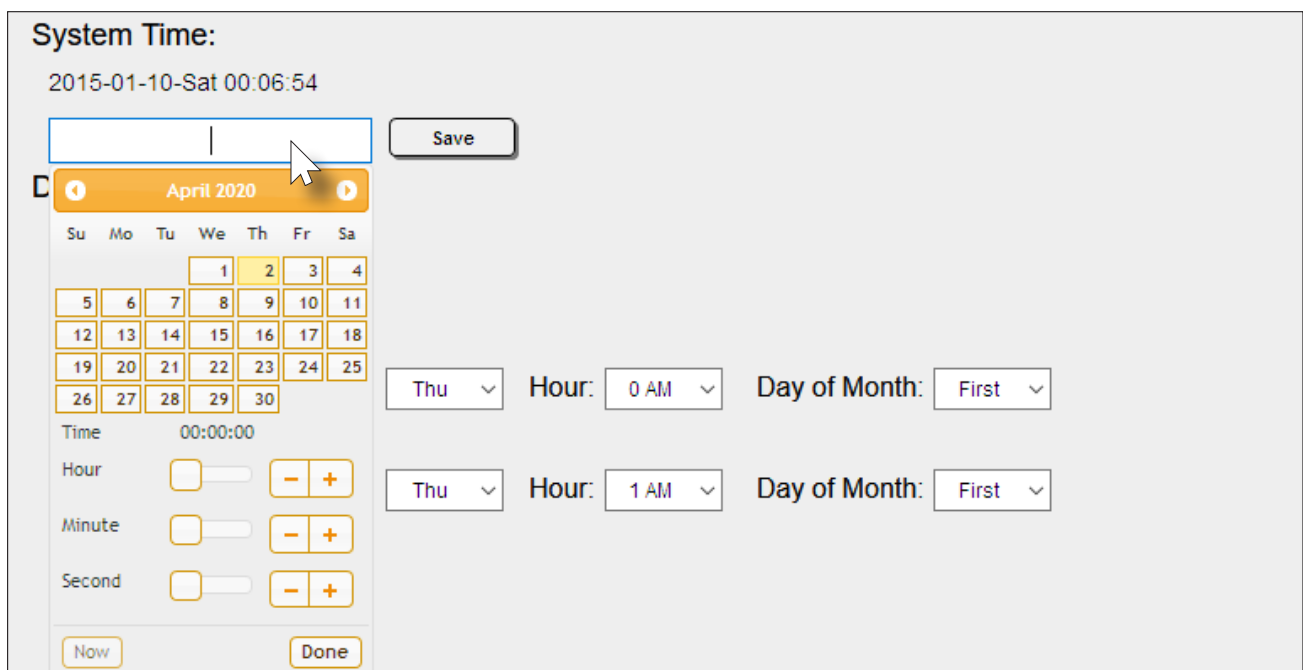 System Time:
2015-01-10-Sat 00:06:54
Save
D
April 2020
Su Mo Tu We Th Fr Sa
1 2 3 4
5 6 7 8 9 10 11
12 13 14 15 16 17 18
19 20 21 22 23 24 25
26 27 28 29 30
Thu Hour: 0 AM Day of Month: First
Time 00:00:00
Hour − +
Thu Hour: 1 AM Day of Month: First
Minute − +
Second − +
Now Done